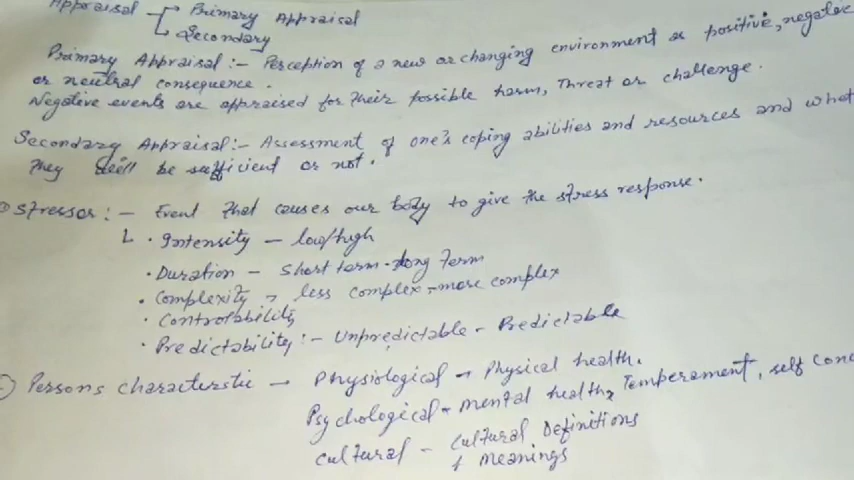 Appraisal Primary Appraisal
Secondary
Primary Appraisal :- Perception of a new or changing environment as positive, negative
or neutral consequence.
Negative events are appraised for their possible harm, Threat or challenge.
Secondary Appraisal:- Assessment of one's coping abilities and resources and what
They will be sufficient or not.
Stressor:- Event That causes our body to give the stress response.
• Intensity - low/high
• Duration - Short term - long Term
• Complexity → less complex - more complex
• Controlability
• Predictability:- Unpredictable - Predictable
Persons characterstic → Physiological → Physical health.
Psychological - mental health, Temperament, self conc
Cultural - Cultural Definitions
& Meanings